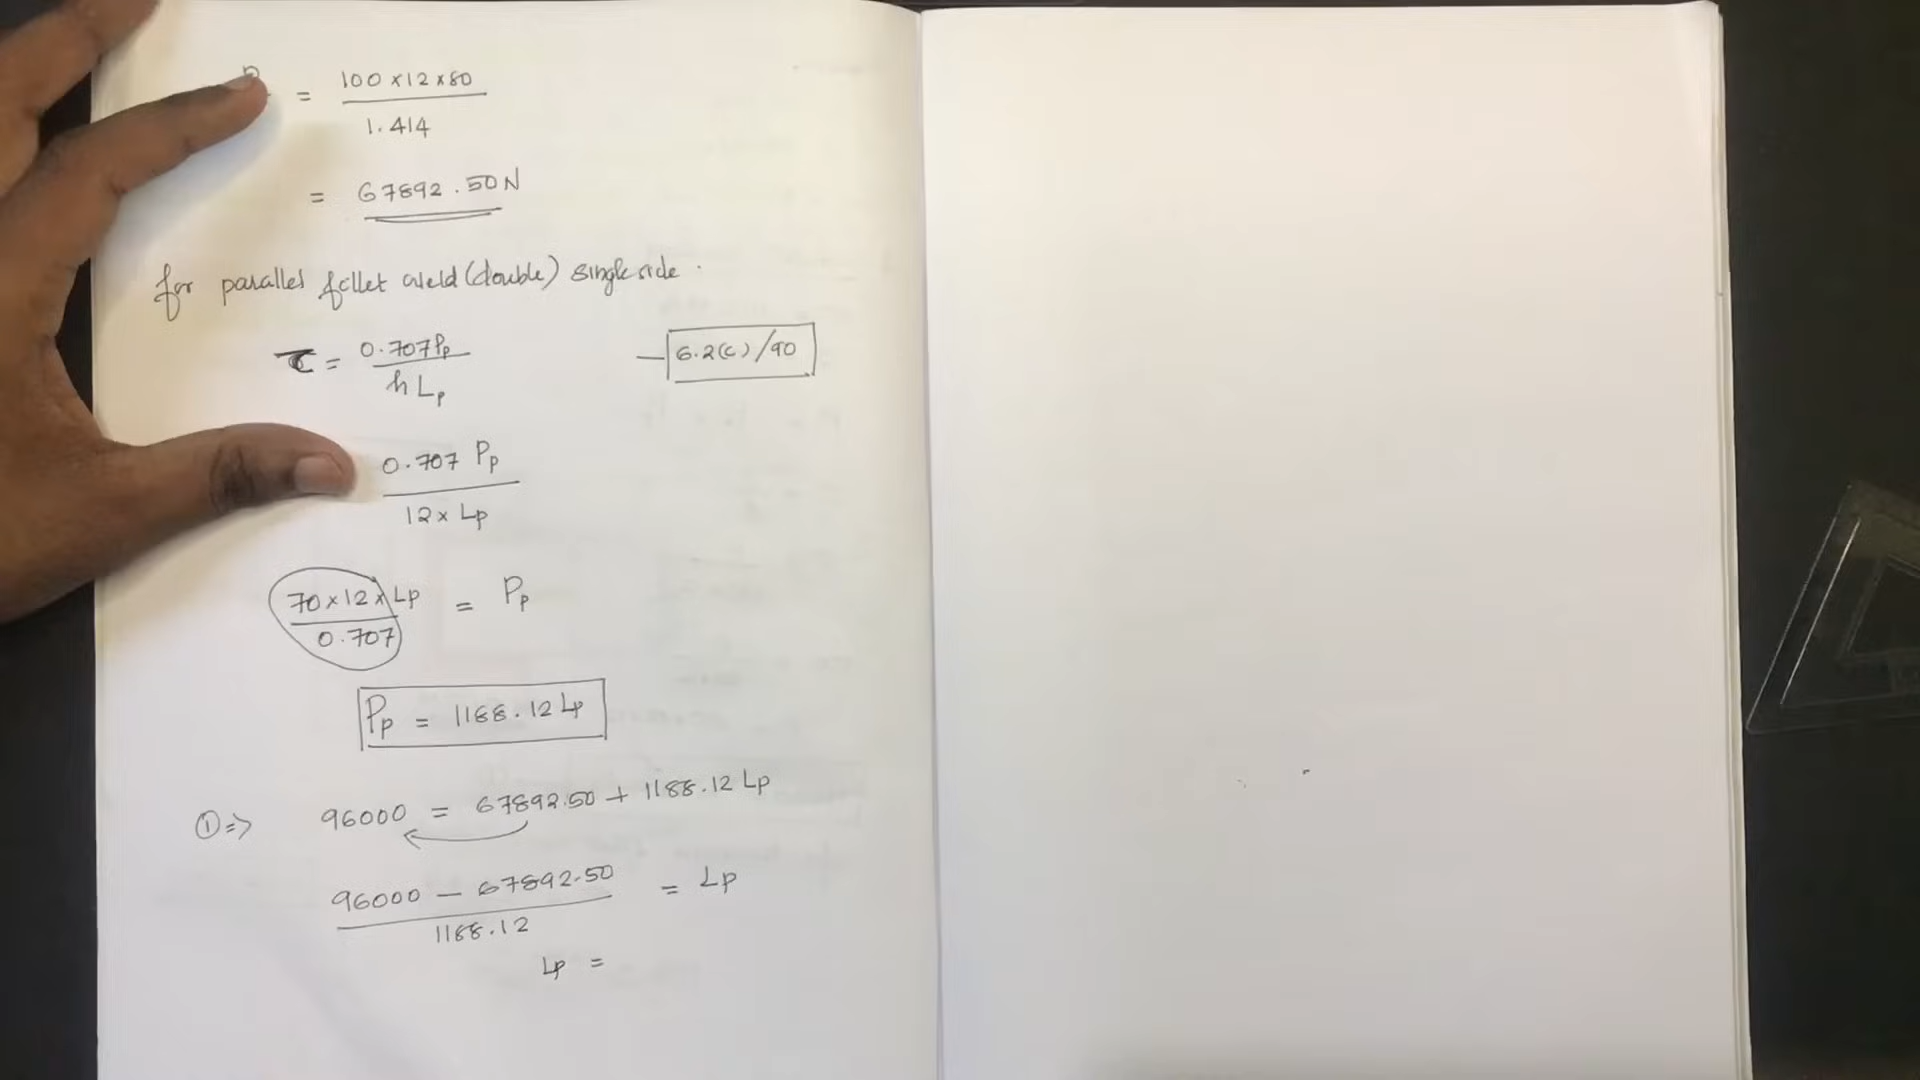 = 100 × 12 × 80 / 1.414
= 67892.50 N
for parallel fillet weld (double) single side.
τ = 0.707 Pp / h Lp — 6.2(c)/90
0.707 Pp / 12 × Lp
70 × 12 × Lp / 0.707 = Pp
Pp = 1188.12 Lp
① => 96000 = 67892.50 + 1188.12 Lp
96000 — 67892.50 / 1188.12 = Lp
Lp =